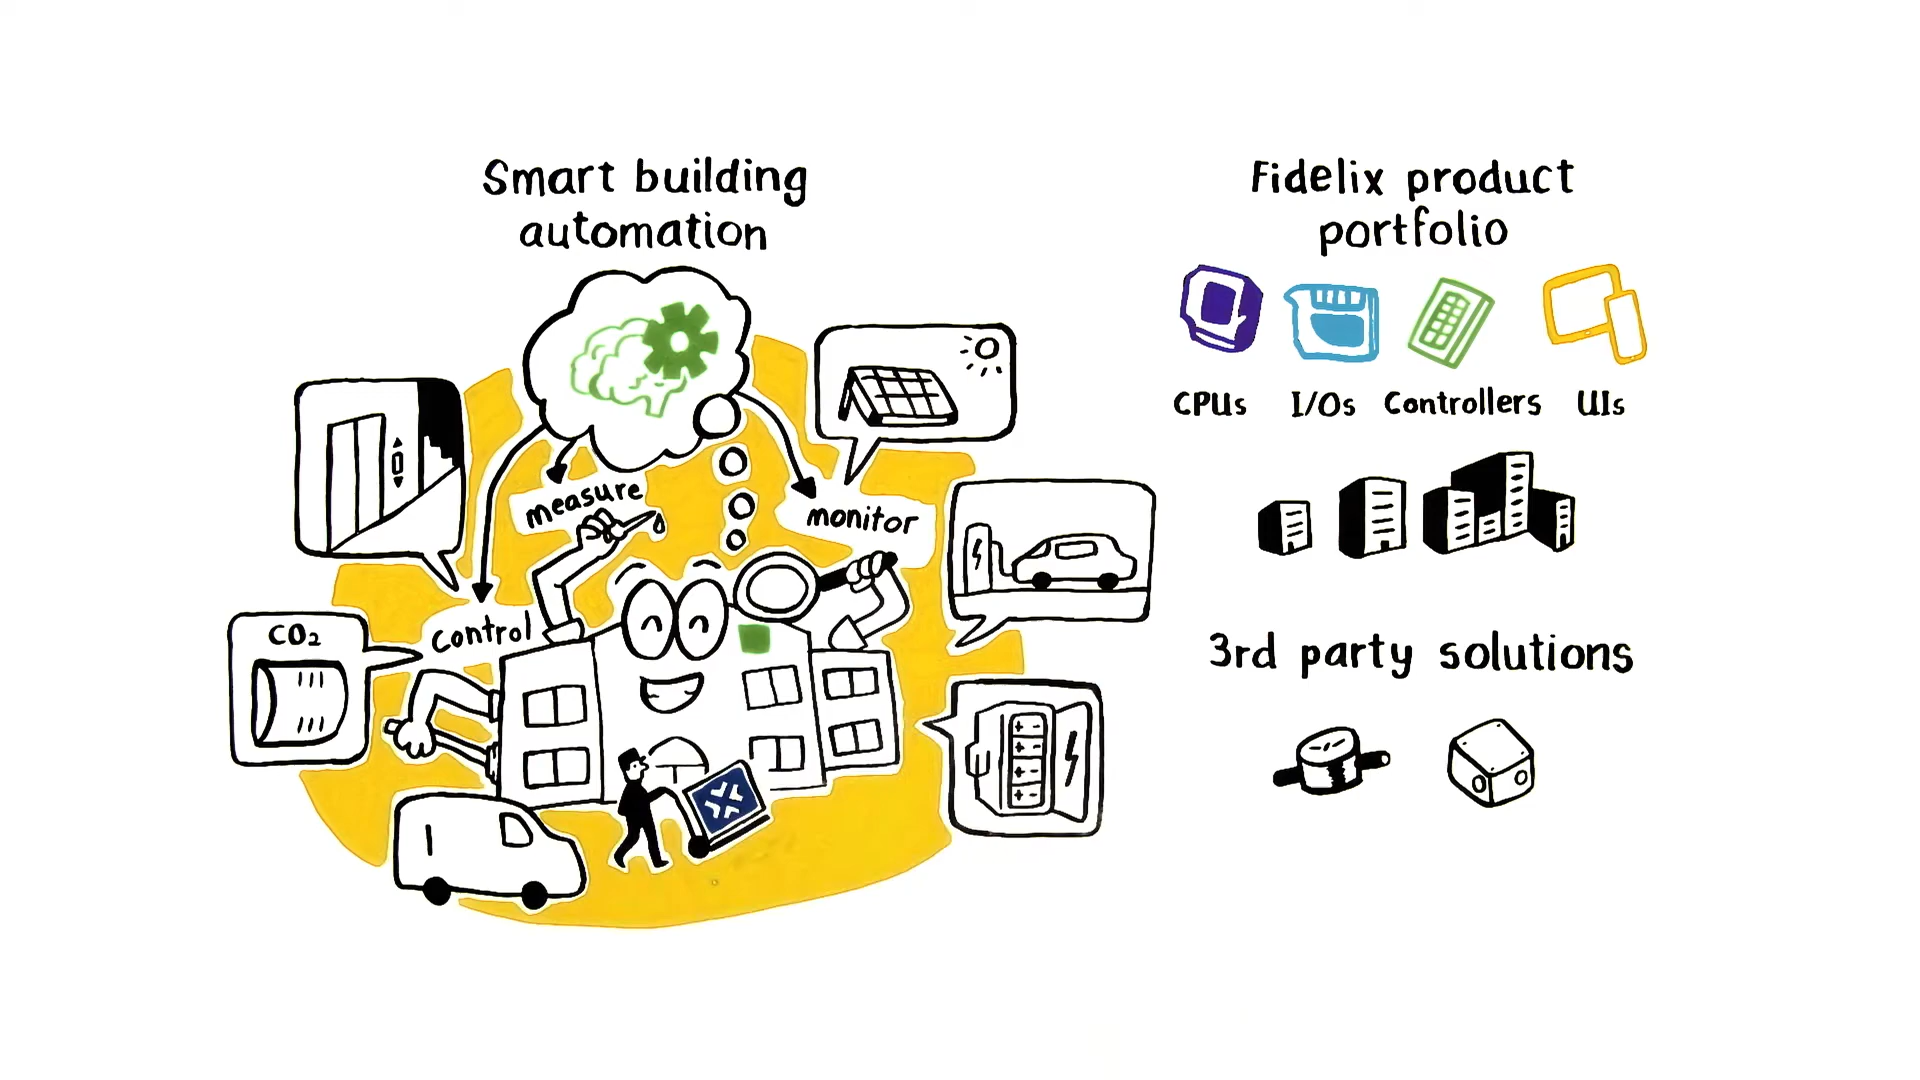 Smart building
automation
measure
monitor
control
CO₂
Fidelix product
portfolio
CPUs I/Os Controllers UIs
3rd party solutions